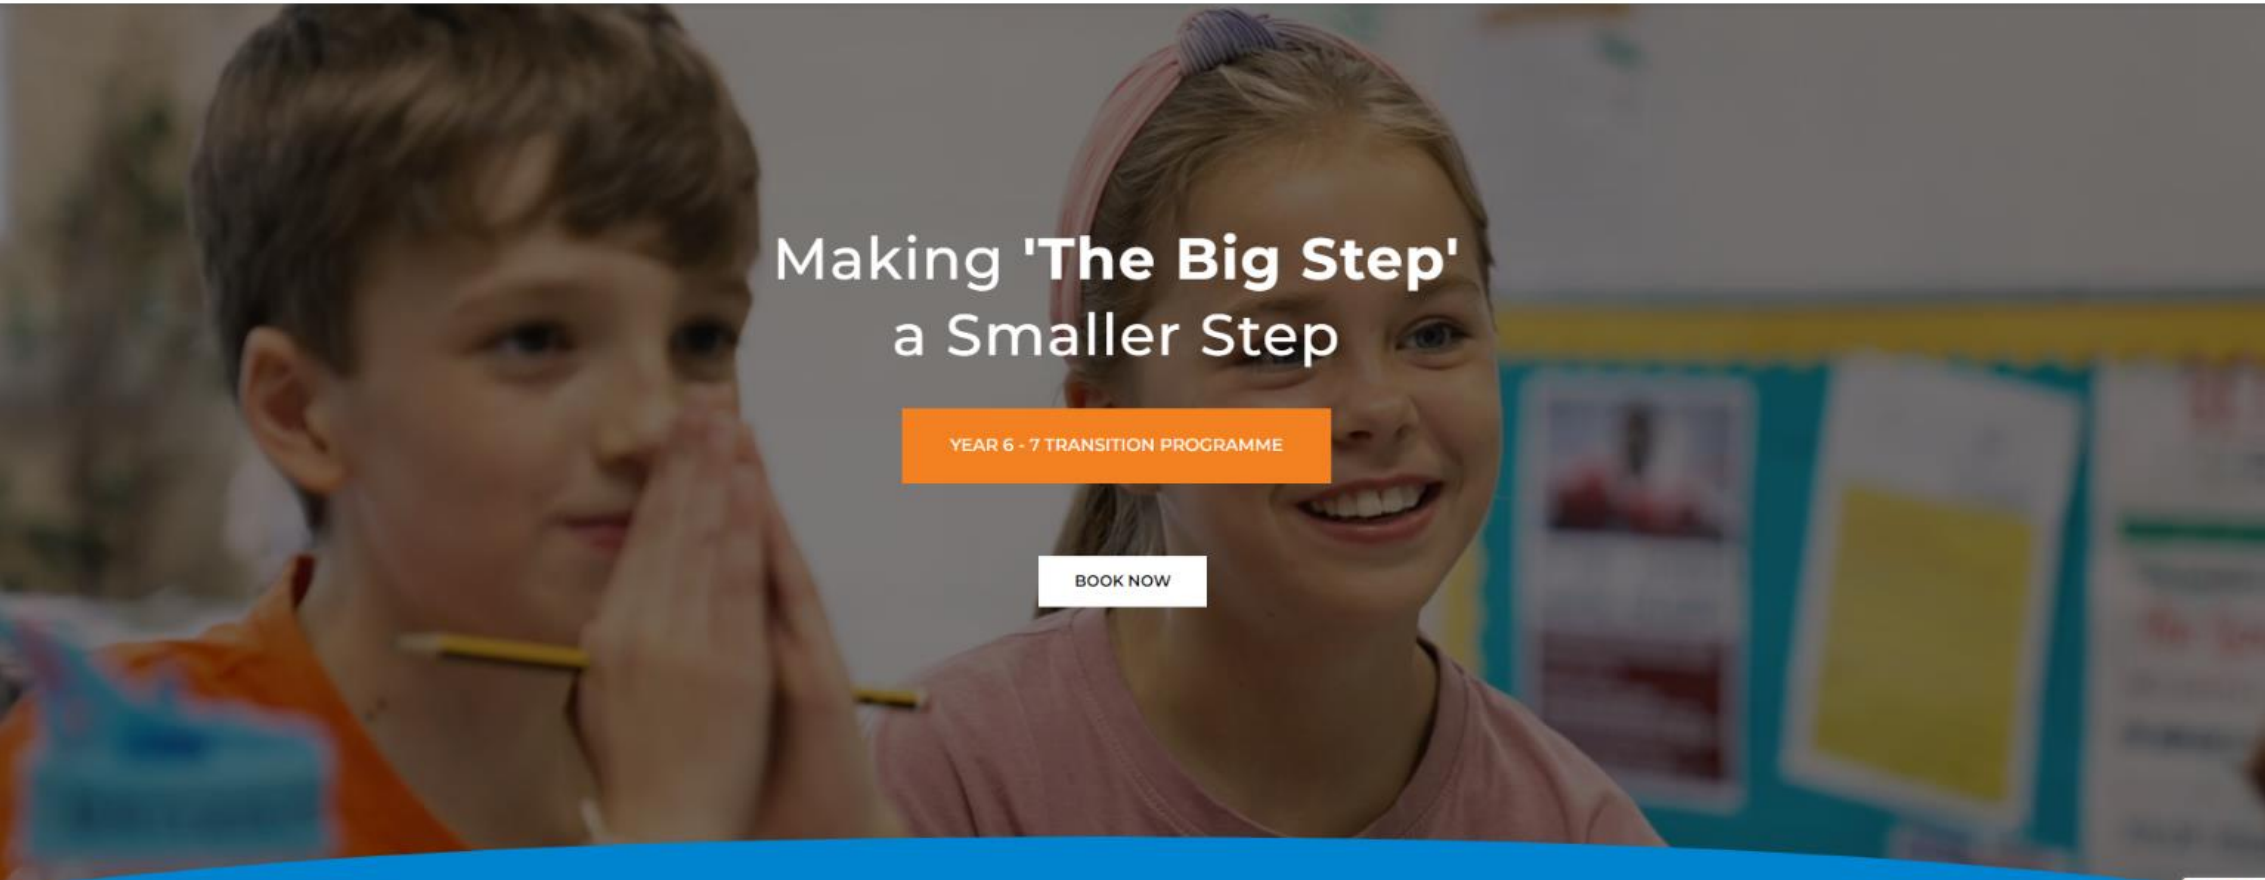 Making 'The Big Step'
a Smaller Step
YEAR 6 - 7 TRANSITION PROGRAMME
BOOK NOW